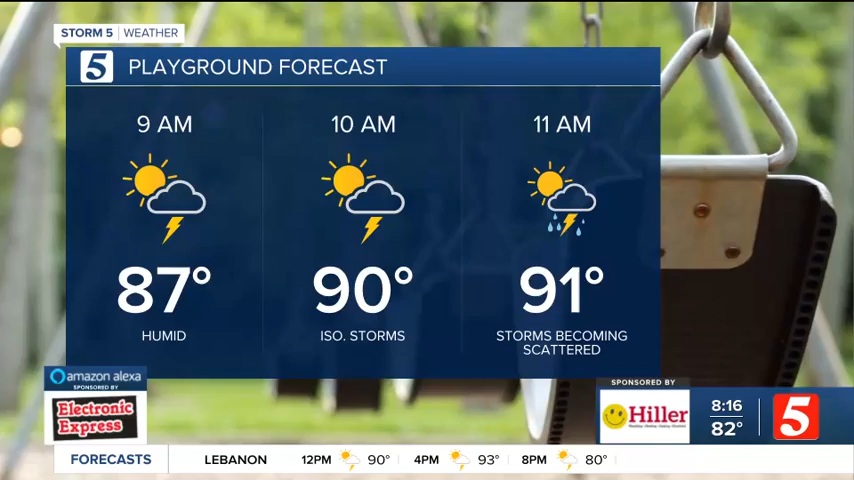 STORM 5 | WEATHER
5 PLAYGROUND FORECAST
9 AM 10 AM 11 AM
87° 90° 91°
HUMID ISO. STORMS STORMS BECOMING
SCATTERED
amazon alexa
SPONSORED BY
Electronic
Express
SPONSORED BY
Hiller
8:16
82°
5
FORECASTS LEBANON 12PM 90° 4PM 93° 8PM 80°